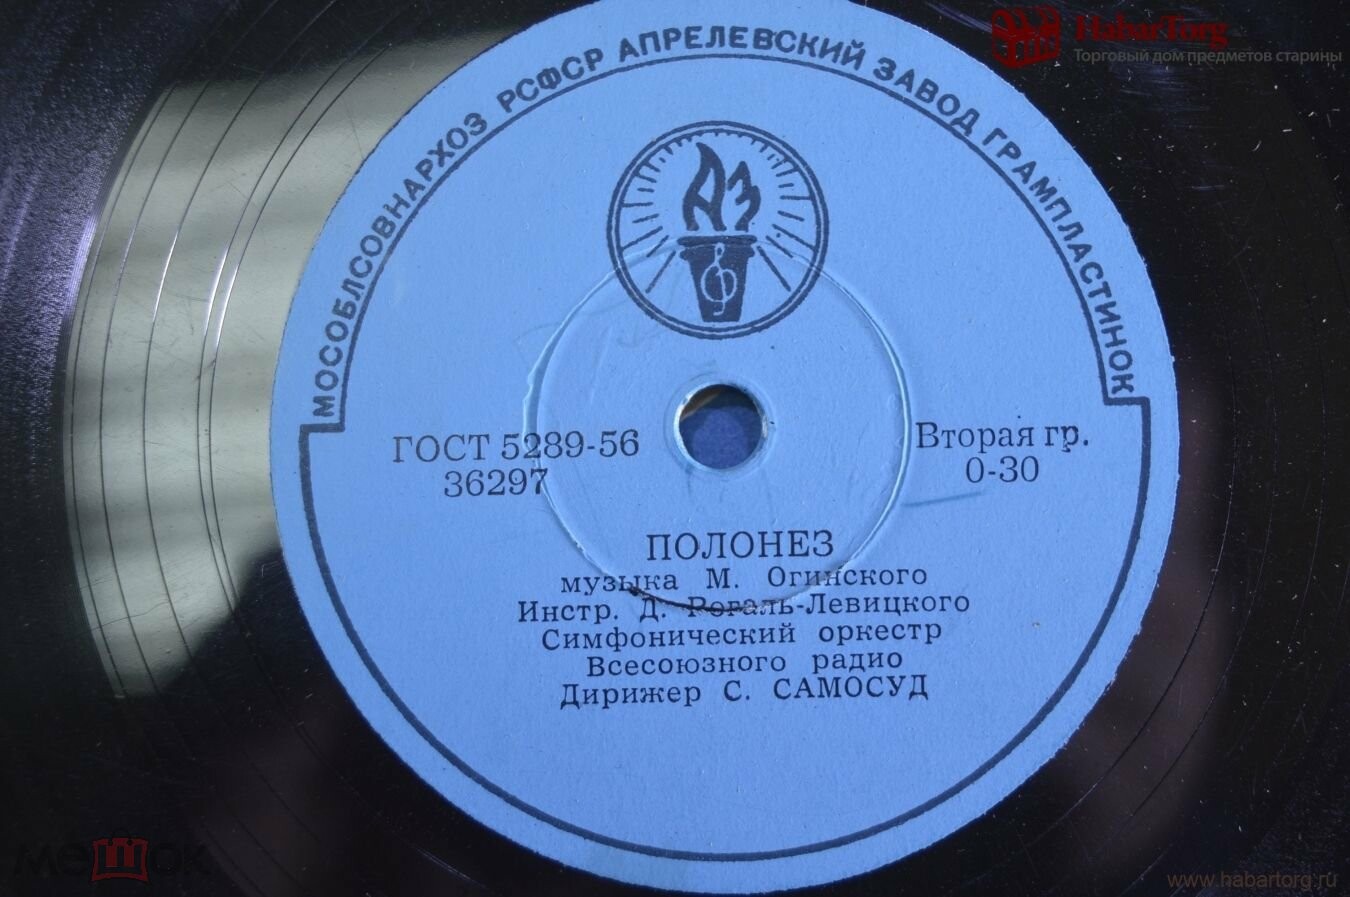 МОСОБЛСОВНАРХОЗ РСФСР АПРЕЛЕВСКИЙ ЗАВОД ГРАМПЛАСТИНОК
АЗ
ГОСТ 5289-56
36297
Вторая гр.
0-30
ПОЛОНЕЗ
музыка М. Огинского
Инстр. Д. Рогаль-Левицкого
Симфонический оркестр
Всесоюзного радио
Дирижер С. САМОСУД
HabarTorg
Торговый дом предметов старины
мешок
www.habartorg.ru